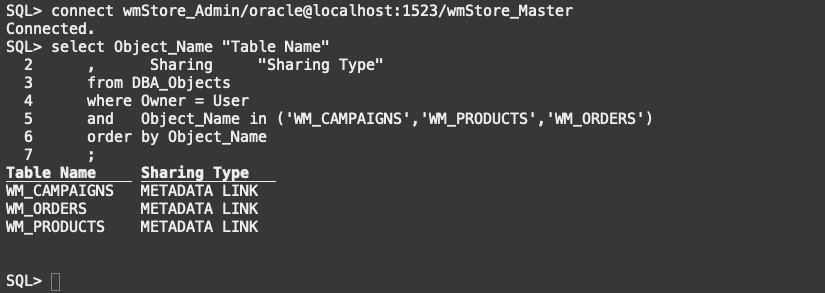 SQL> connect wmStore_Admin/oracle@localhost:1523/wmStore_Master
Connected.
SQL> select Object_Name "Table Name"
  2      ,      Sharing     "Sharing Type"
  3      from DBA_Objects
  4      where Owner = User
  5      and   Object_Name in ('WM_CAMPAIGNS','WM_PRODUCTS','WM_ORDERS')
  6      order by Object_Name
  7      ;
Table Name     Sharing Type
WM_CAMPAIGNS   METADATA LINK
WM_ORDERS      METADATA LINK
WM_PRODUCTS    METADATA LINK
SQL>